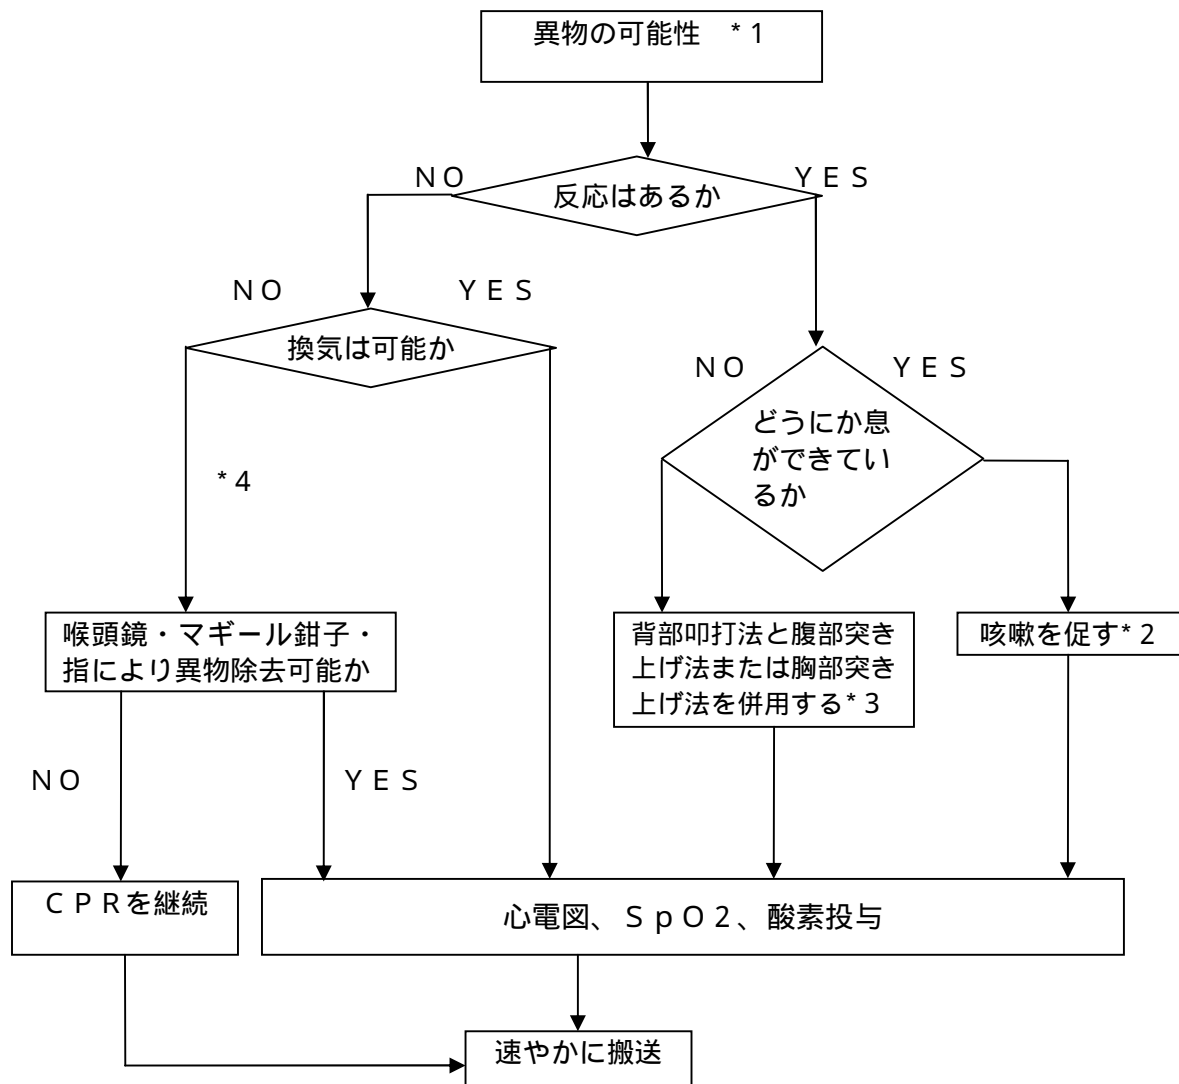 異物の可能性 *1
NO
YES
反応はあるか
NO
YES
換気は可能か
NO
YES
どうにか息
ができてい
るか
*4
喉頭鏡・マギール鉗子・
指により異物除去可能か
背部叩打法と腹部突き
上げ法または胸部突き
上げ法を併用する*3
咳嗽を促す*2
NO
YES
CPRを継続
心電図、SpO2、酸素投与
速やかに搬送